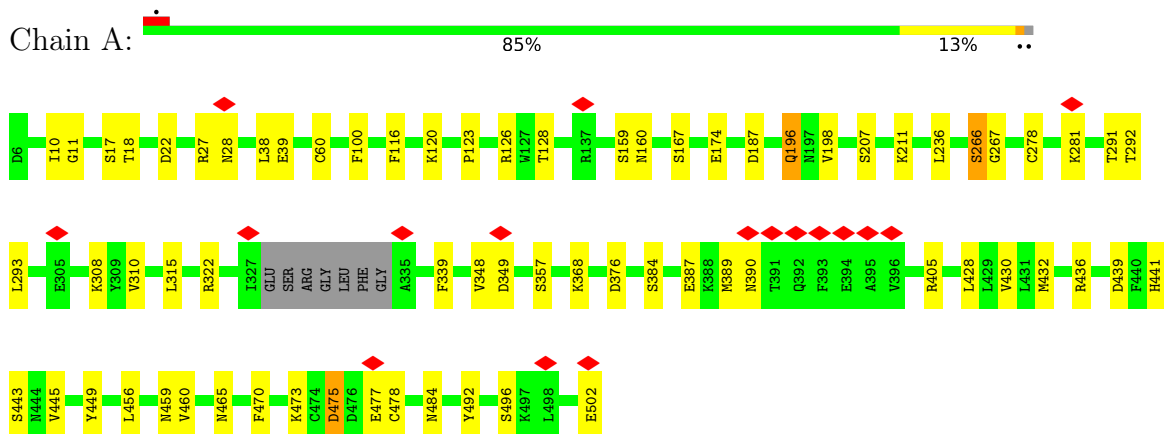 Chain A:
85%
13%
D6 I10 G11 S17 T18 D22 R27 N28 L38 E39 C60 F100 F116 K120 P123 R126 W127 T128 R137 S159 N160 S167 E174 D187 Q196 N197 V198 S207 K211 L236 S266 G267 C278 K281 T291 T292
L293 E305 K308 Y309 V310 L315 R322 I327 GLU SER ARG GLY LEU PHE GLY A335 F339 V348 D349 S357 K368 D376 S384 E387 K388 M389 N390 T391 Q392 F393 E394 A395 V396 R405 L428 L429 V430 L431 M432 R436 D439 F440 H441
S443 N444 V445 Y449 L456 N459 V460 N465 F470 K473 C474 D475 D476 E477 C478 N484 Y492 S496 K497 L498 E502